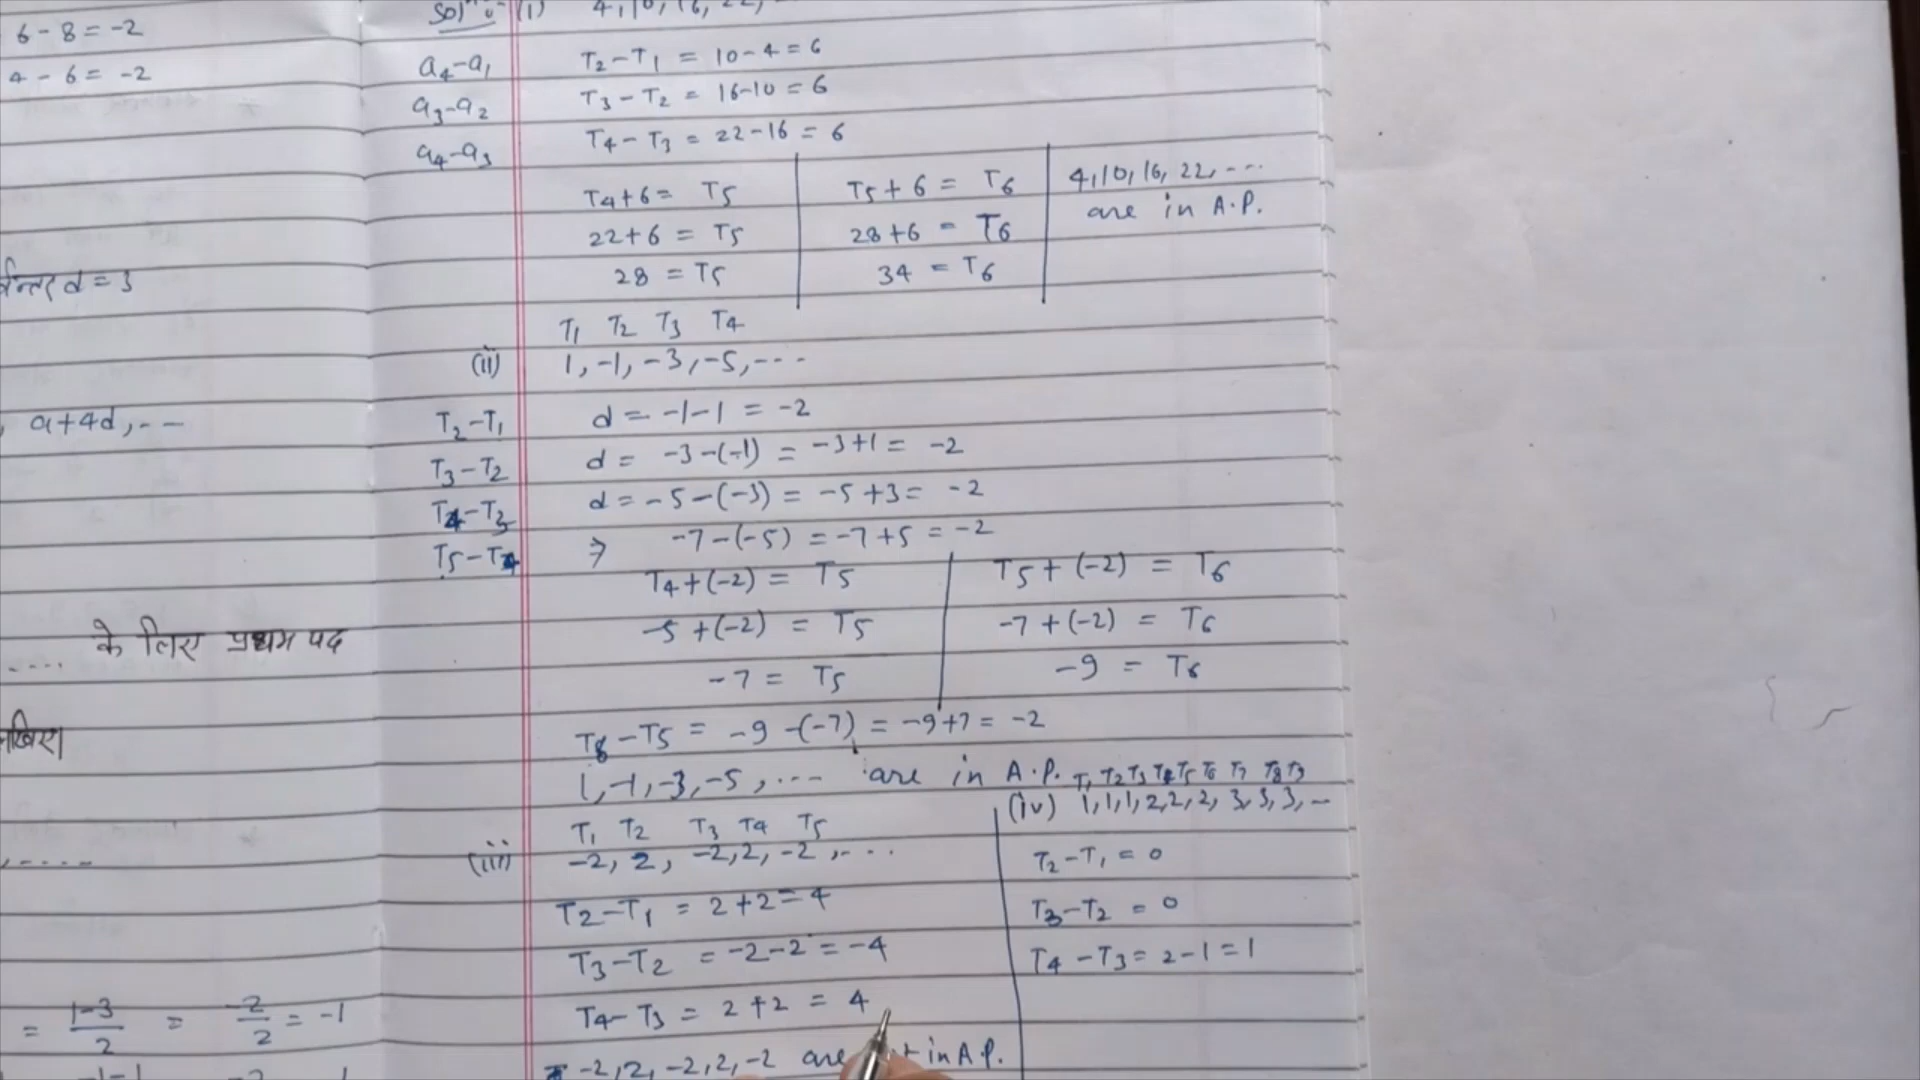 6-8 = -2
4-6 = -2
d = 3
a+4d, --
.... के लिए प्रथम पद
= 1-3/2 = -2/2 = -1
Solⁿ:- (i) 4, 10, 16, 22,
a4-a1 T2-T1 = 10-4 = 6
a3-a2 T3-T2 = 16-10 = 6
a4-a3 T4-T3 = 22-16 = 6
T4+6 = T5 T5+6 = T6 4,10,16, 22, ---
22+6 = T5 28+6 = T6 are in A.P.
28 = T5 34 = T6
T1 T2 T3 T4
(ii) 1, -1, -3, -5, ---
T2-T1 d = -1-1 = -2
T3-T2 d = -3-(-1) = -3+1 = -2
T4-T3 d = -5-(-3) = -5+3 = -2
T5-T4 ⇒ -7-(-5) = -7+5 = -2
T4+(-2) = T5 T5+(-2) = T6
-5+(-2) = T5 -7+(-2) = T6
-7 = T5 -9 = T6
T6-T5 = -9-(-7) = -9+7 = -2
1, -1, -3, -5, ... are in A.P.
T1 T2 T3 T4 T5
(iii) -2, 2, -2, 2, -2, ...
T2-T1 = 2+2 = 4
T3-T2 = -2-2 = -4
T4-T3 = 2+2 = 4
-2, 2, -2, 2, -2 are in A.P.
T1 T2 T3 T4 T5 T6 T7 T8 T9
(iv) 1,1,1,2,2,2, 3,3,3, --
T2-T1 = 0
T3-T2 = 0
T4-T3 = 2-1 = 1